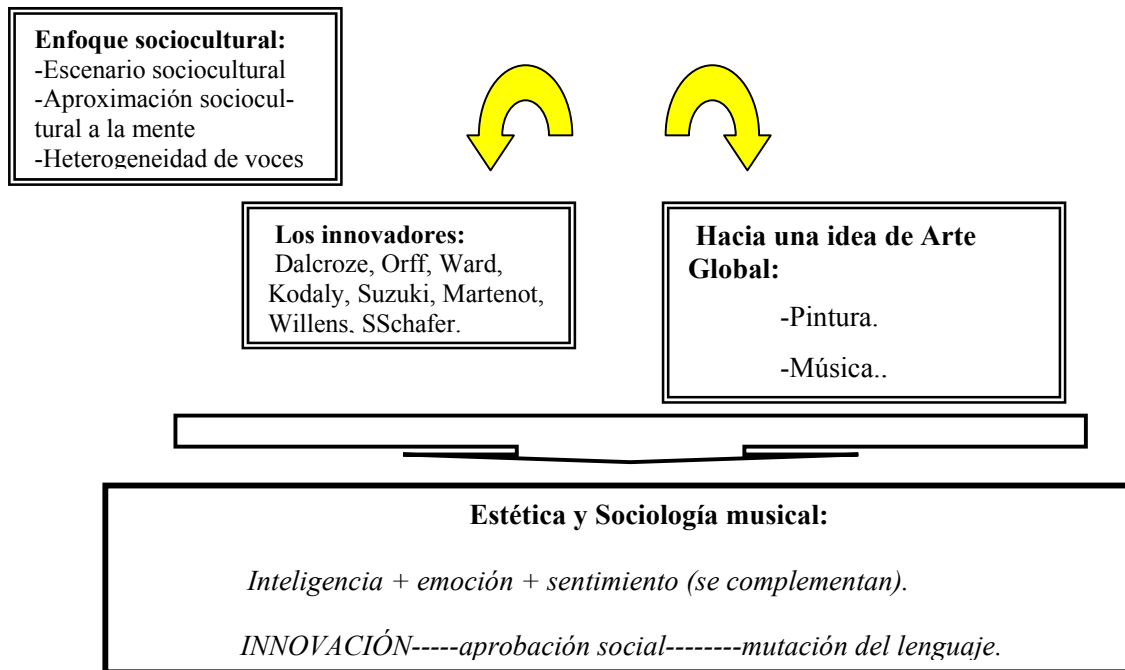 Enfoque sociocultural:
-Escenario sociocultural
-Aproximación sociocul-
tural a la mente
-Heterogeneidad de voces
Los innovadores:
Dalcroze, Orff, Ward,
Kodaly, Suzuki, Martenot,
Willens, SSchafer.
Hacia una idea de Arte
Global:
-Pintura.
-Música..
Estética y Sociología musical:
Inteligencia + emoción + sentimiento (se complementan).
INNOVACIÓN-----aprobación social--------mutación del lenguaje.